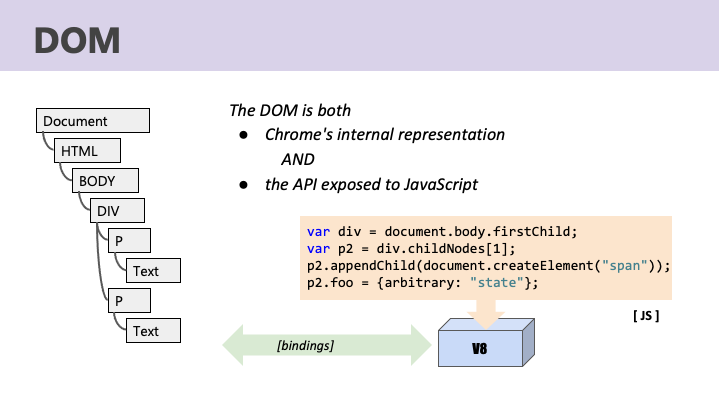 DOM
Document
HTML
BODY
DIV
P
Text
P
Text
The DOM is both
● Chrome's internal representation
AND
● the API exposed to JavaScript
var div = document.body.firstChild;
var p2 = div.childNodes[1];
p2.appendChild(document.createElement("span"));
p2.foo = {arbitrary: "state"};
[ JS ]
[bindings]
V8